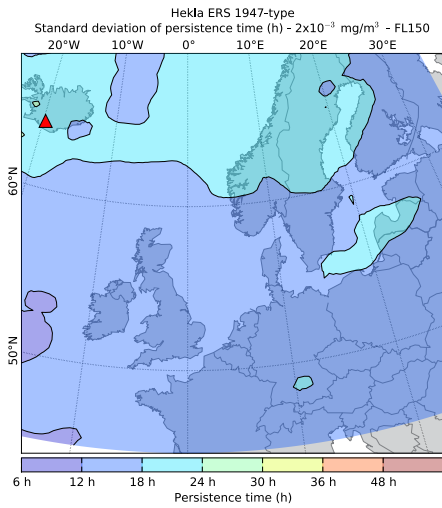 Hekla ERS 1947-type
Standard deviation of persistence time (h) - 2x10⁻³ mg/m³ - FL150
20°W 10°W 0° 10°E 20°E 30°E
60°N
50°N
6 h 12 h 18 h 24 h 30 h 36 h 48 h
Persistence time (h)